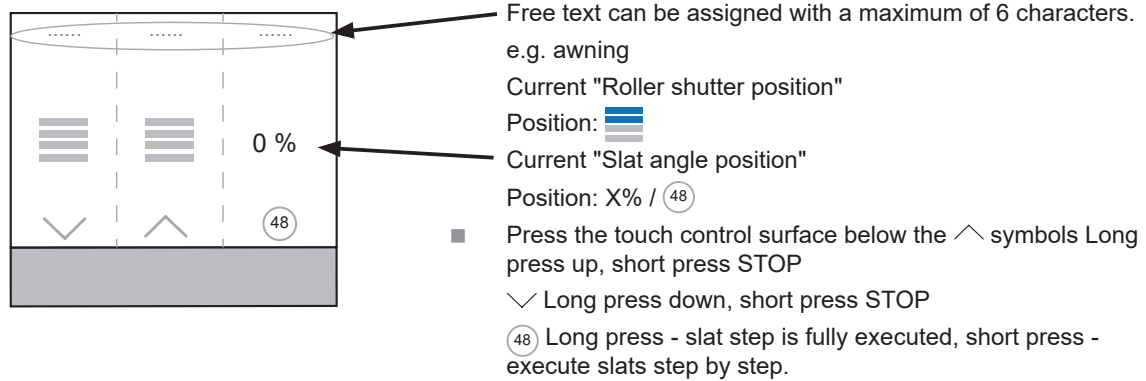 ...... ...... ......
0 %
48
Free text can be assigned with a maximum of 6 characters.
e.g. awning
Current "Roller shutter position"
Position:
Current "Slat angle position"
Position: X% / 48
Press the touch control surface below the symbols Long
press up, short press STOP
Long press down, short press STOP
48 Long press - slat step is fully executed, short press -
execute slats step by step.